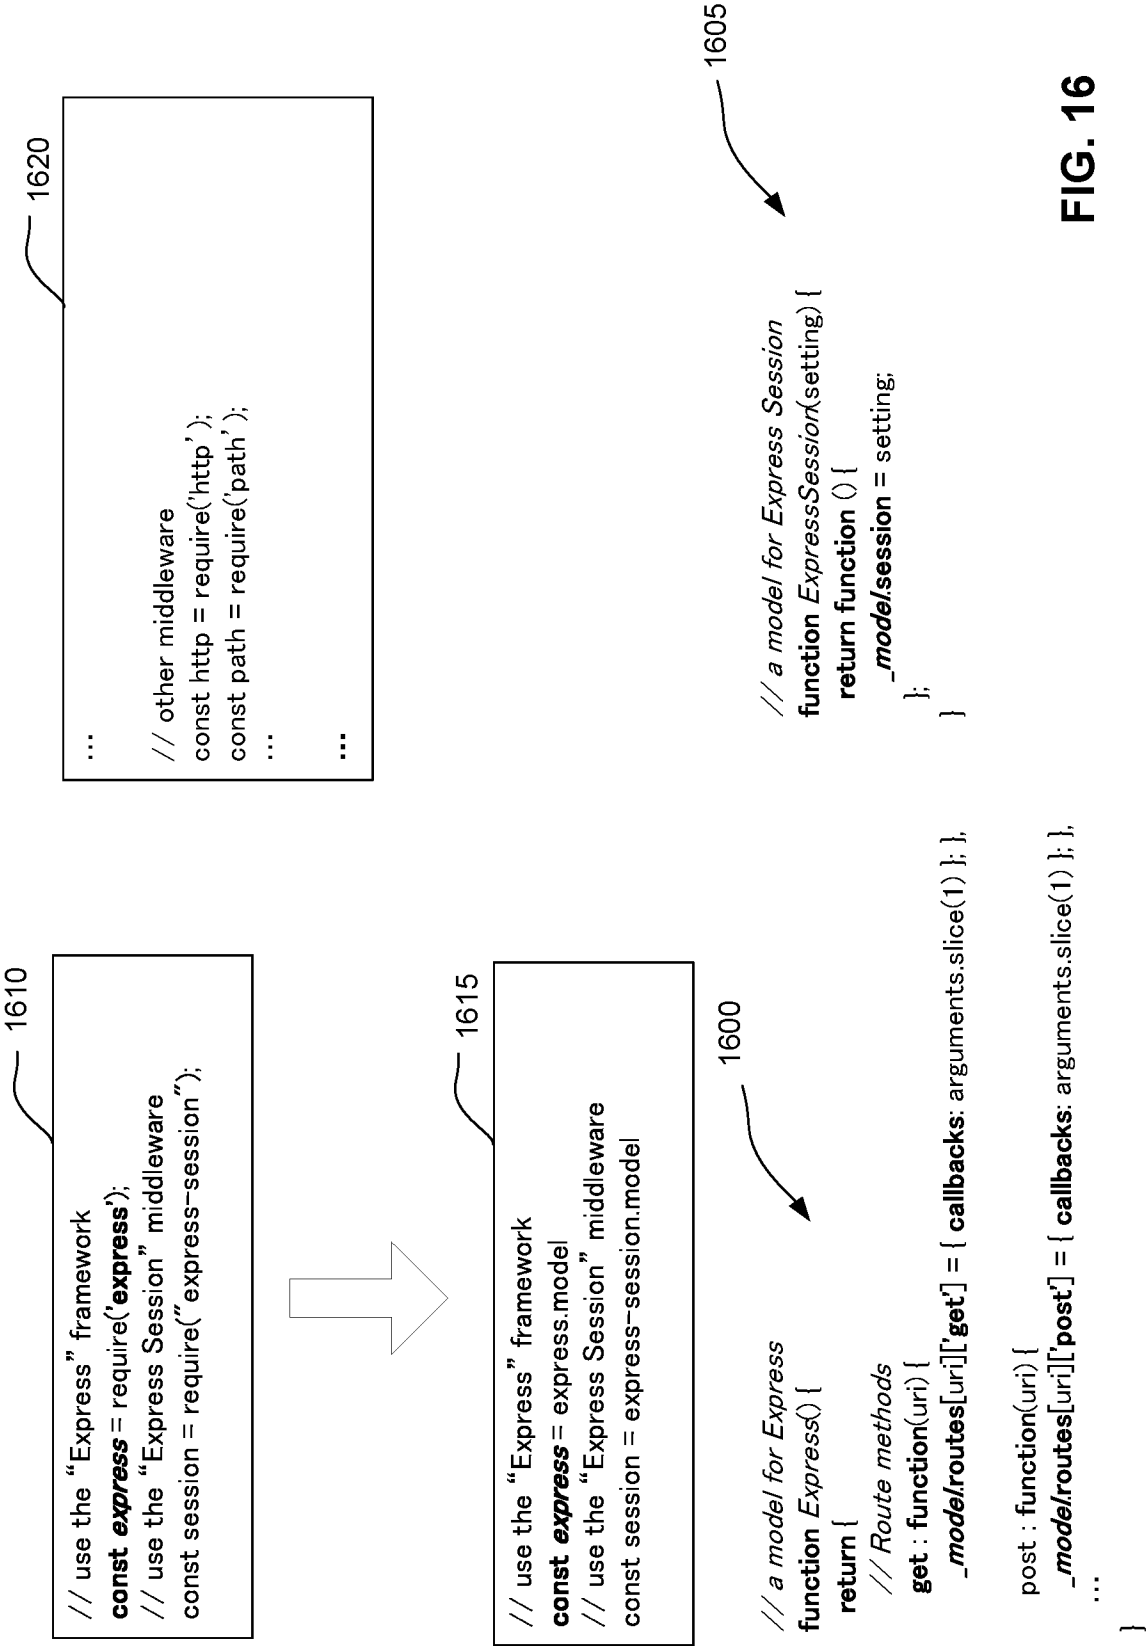 1610
// use the “Express” framework
const express = require('express');
// use the “Express Session” middleware
const session = require("express-session");
1620
...
// other middleware
const http = require('http');
const path = require('path');
...
...
1615
// use the “Express” framework
const express = express.model
// use the “Express Session” middleware
const session = express-session.model
1600
// a model for Express
function Express() {
return {
// Route methods
get : function(uri) {
_model.routes[uri]['get'] = { callbacks: arguments.slice(1) }; },
post : function(uri) {
_model.routes[uri]['post'] = { callbacks: arguments.slice(1) }; },
...
}
1605
// a model for Express Session
function ExpressSession(setting) {
return function () {
_model.session = setting;
};
}
FIG. 16